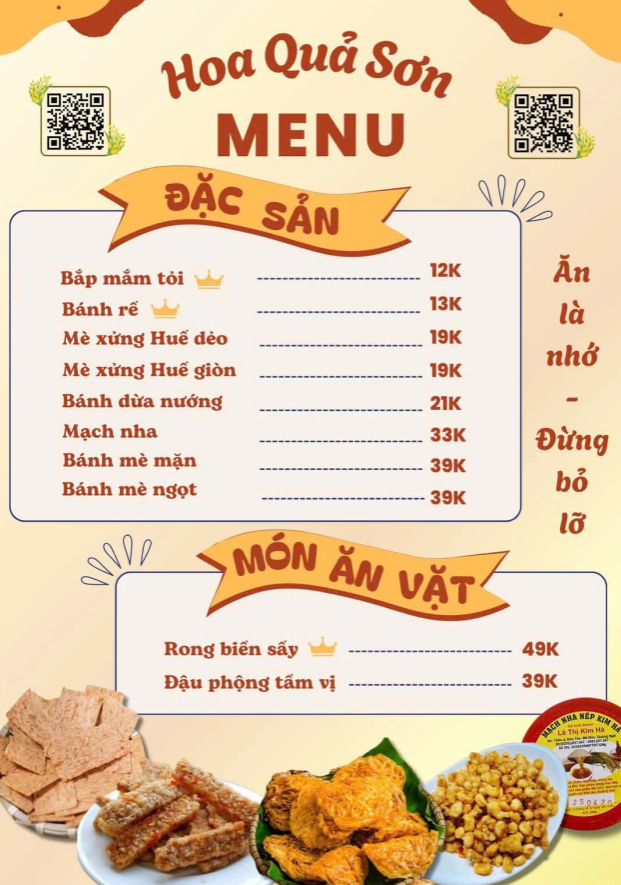 Hoa Quả Sơn
MENU
ĐẶC SẢN
Bắp mắm tỏi -------------------------- 12K
Bánh rế -------------------------- 13K
Mè xửng Huế dẻo -------------------------- 19K
Mè xửng Huế giòn -------------------------- 19K
Bánh dừa nướng -------------------------- 21K
Mạch nha -------------------------- 33K
Bánh mè mặn -------------------------- 39K
Bánh mè ngọt -------------------------- 39K
Ăn
là
nhớ
-
Đừng
bỏ
lỡ
MÓN ĂN VẶT
Rong biển sấy -------------------------- 49K
Đậu phộng tẩm vị -------------------------- 39K
MẠCH NHA NẾP KIM HÀ
Lê Thị Kim Hà
250420